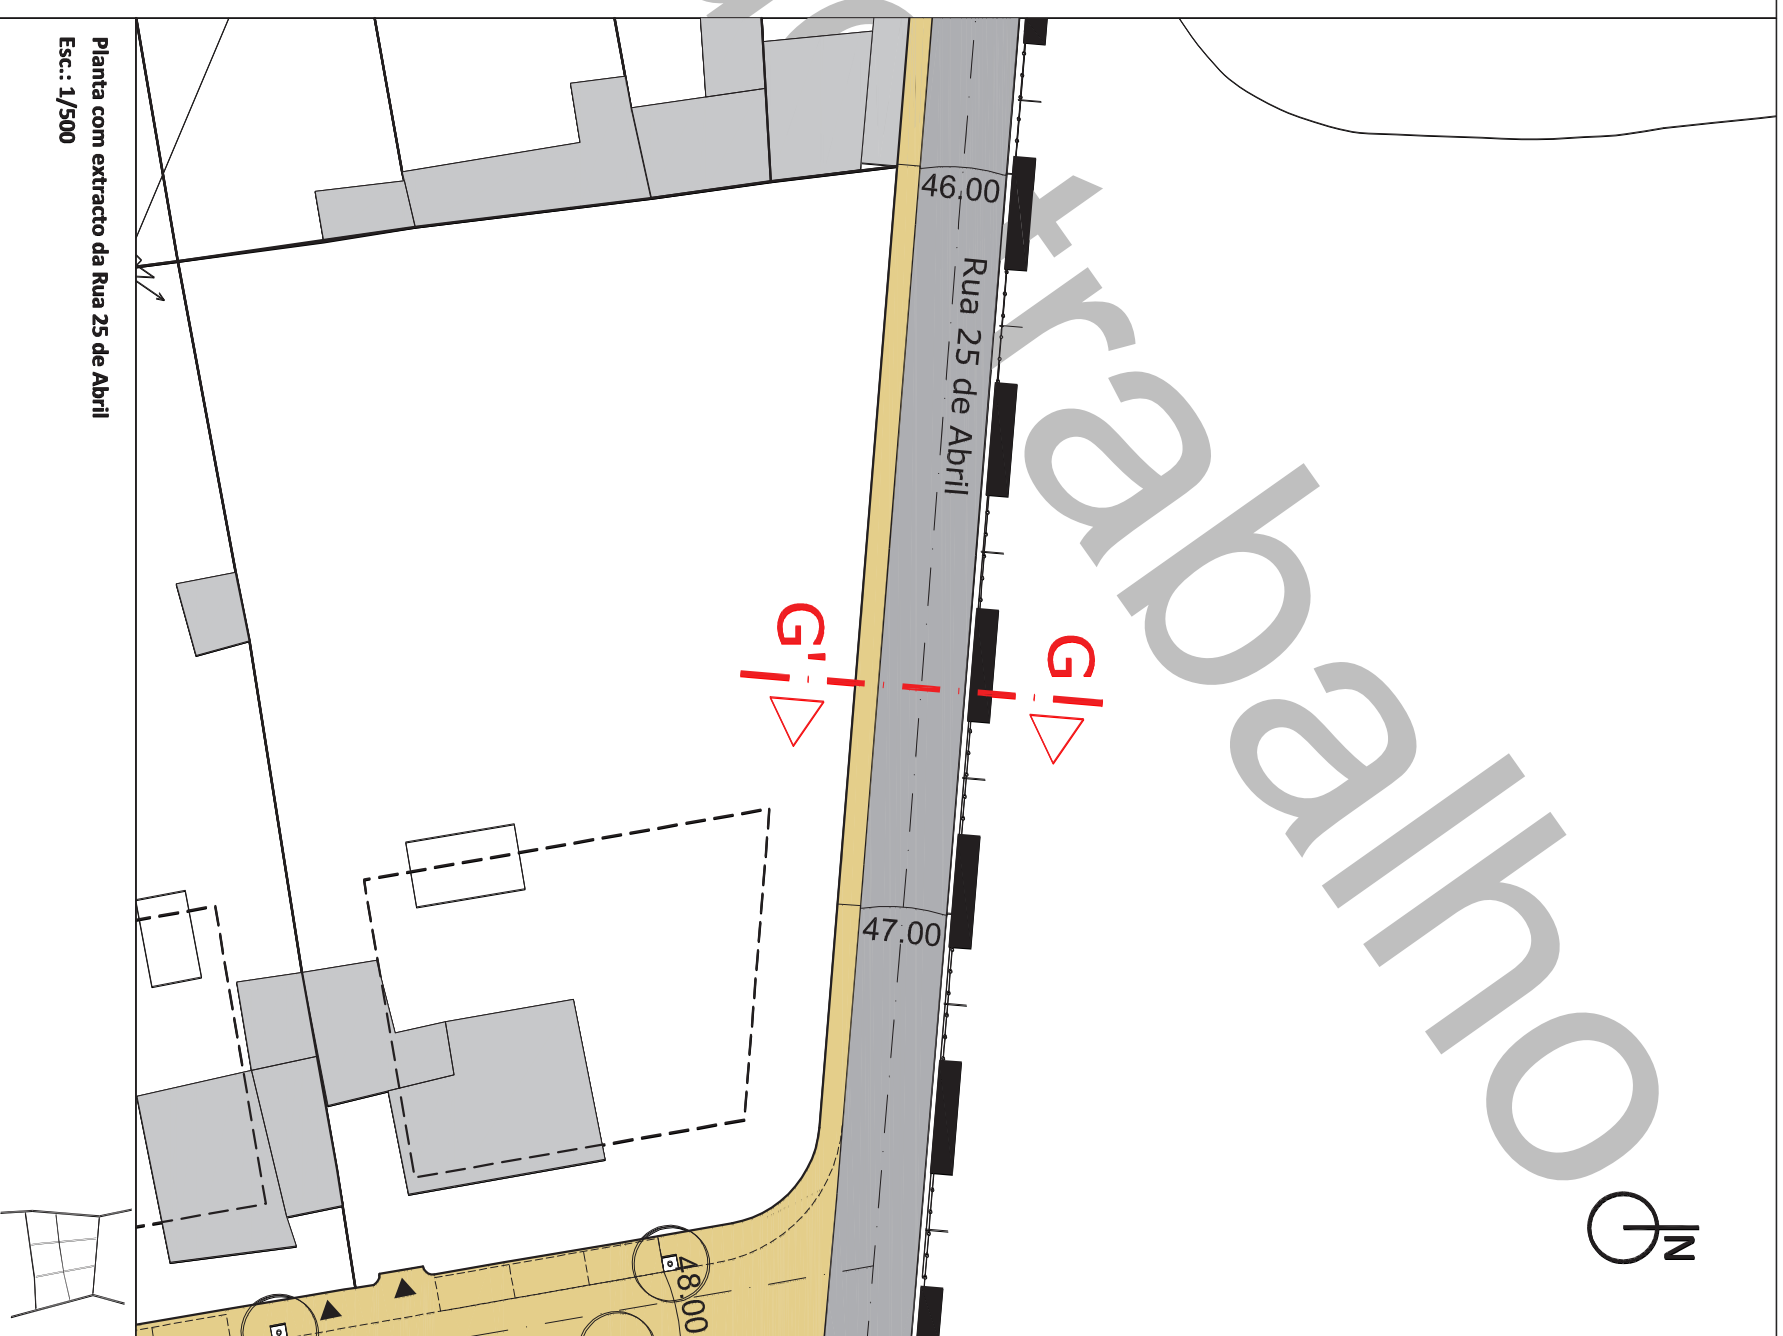 Planta com extracto da Rua 25 de Abril
Esc.: 1/500
46.00
Rua 25 de Abril
G'
G
47.00
48.00
N
trabalho